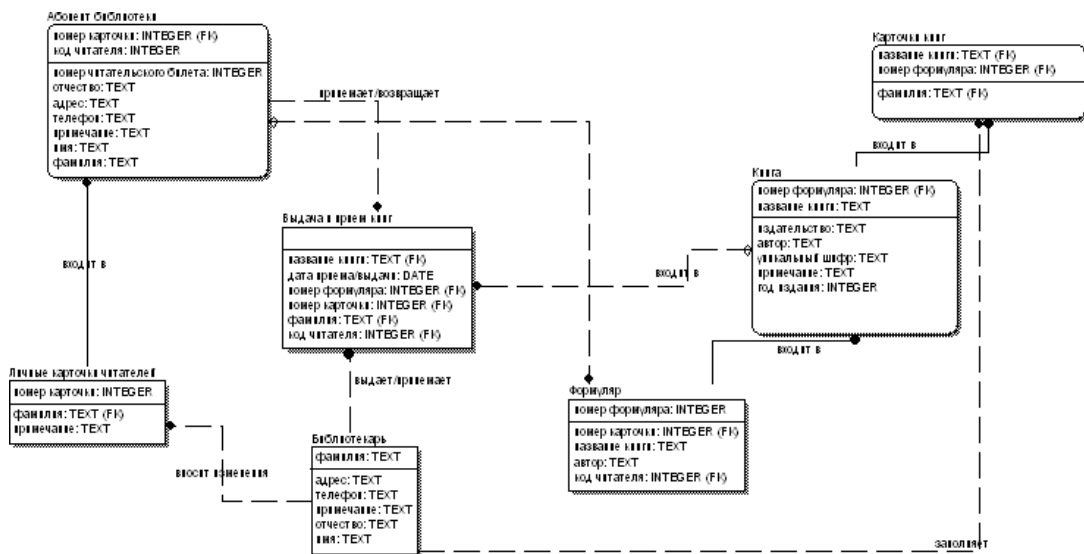 Абонент библиотеки
номер карточки: INTEGER (FK)
код читателя: INTEGER
номер читательского билета: INTEGER
отчество: TEXT
адрес: TEXT
телефон: TEXT
примечание: TEXT
имя: TEXT
фамилия: TEXT
принемает/возвращает
Карточки книг
название книги: TEXT (FK)
номер формуляра: INTEGER (FK)
фамилия: TEXT (FK)
входит в
Книга
номер формуляра: INTEGER (FK)
название книги: TEXT
издательство: TEXT
автор: TEXT
уникальный шифр: TEXT
примечание: TEXT
год издания: INTEGER
Выдача и прием книг
название книги: TEXT (FK)
дата приема/выдачи: DATE
номер формуляра: INTEGER (FK)
номер карточки: INTEGER (FK)
фамилия: TEXT (FK)
код читателя: INTEGER (FK)
входит в
входит в
входит в
Личные карточки читателей
номер карточки: INTEGER
фамилия: TEXT (FK)
примечание: TEXT
выдает/принемает
Формуляр
номер формуляра: INTEGER
номер карточки: INTEGER (FK)
название книги: TEXT
автор: TEXT
код читателя: INTEGER (FK)
Библиотекарь
фамилия: TEXT
адрес: TEXT
телефон: TEXT
примечание: TEXT
отчество: TEXT
имя: TEXT
вносит изменения
заполняет